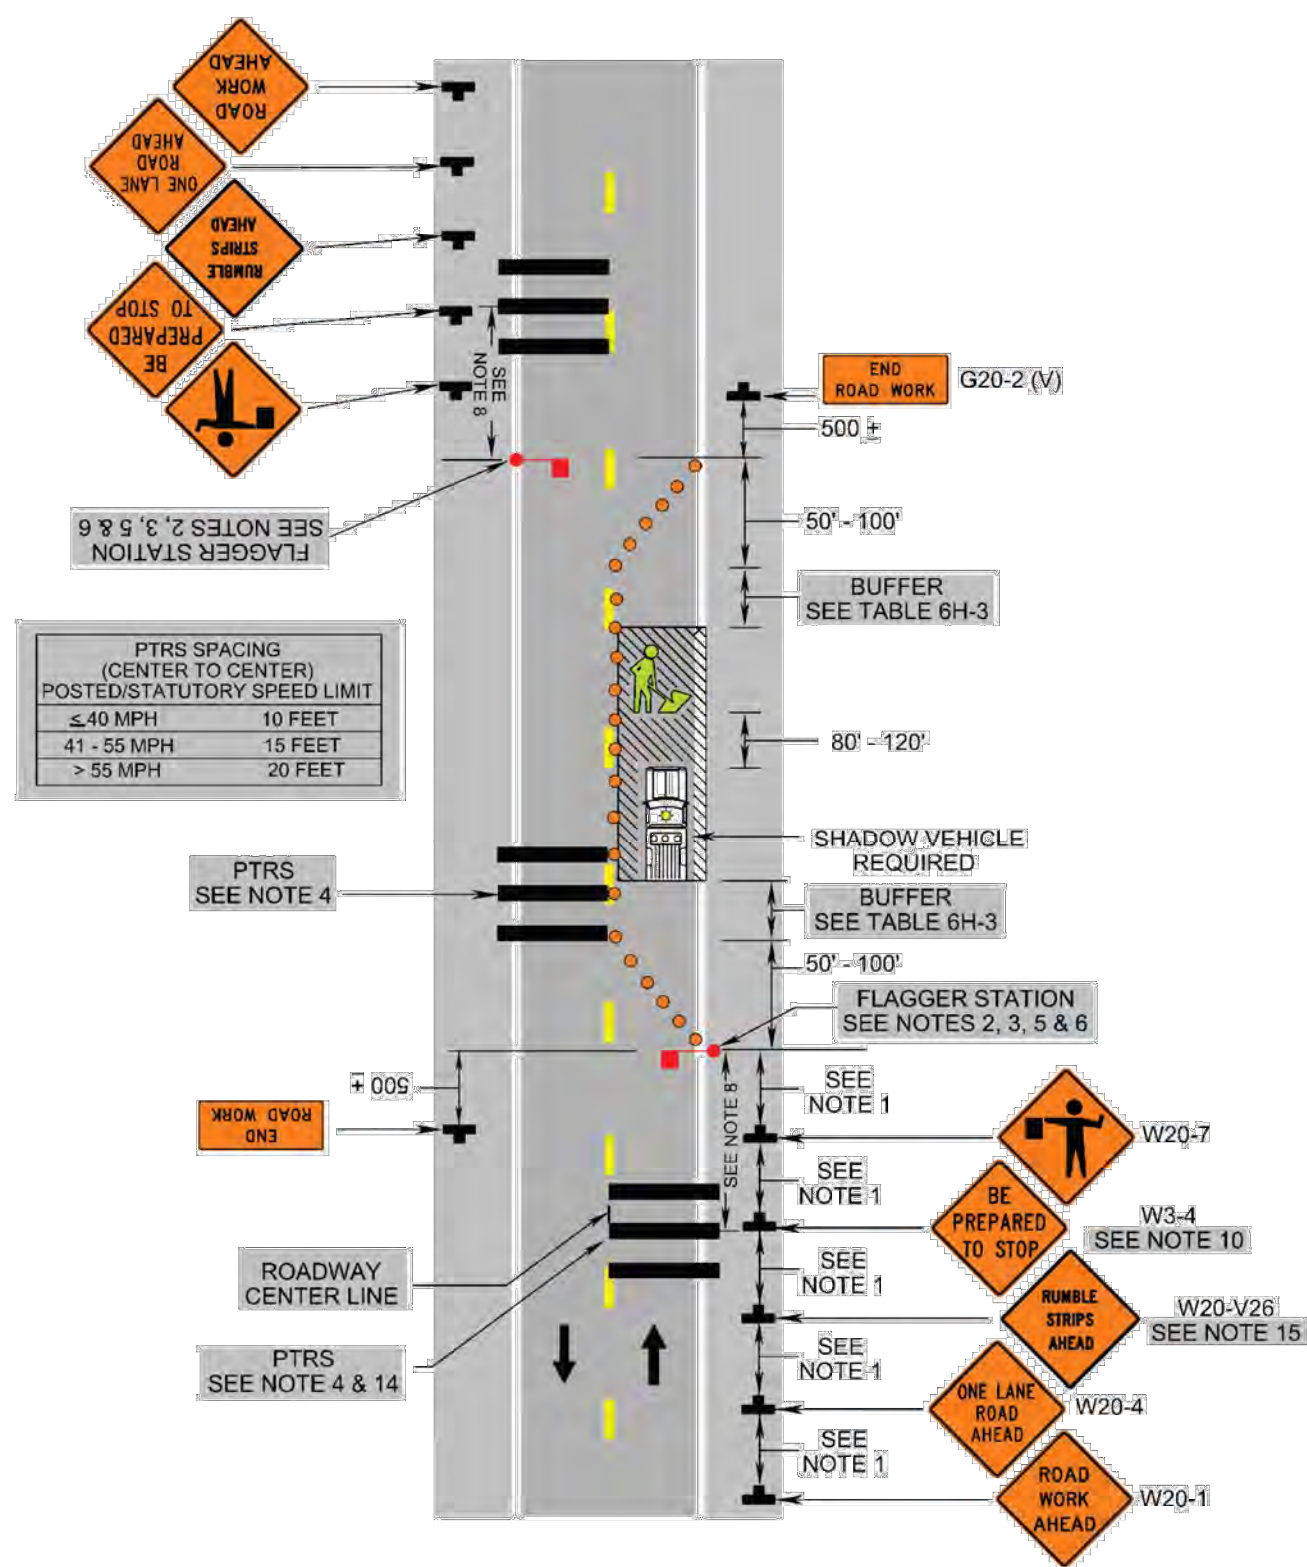 ROAD
WORK
AHEAD
ONE LANE
ROAD
AHEAD
RUMBLE
STRIPS
AHEAD
BE
PREPARED
TO STOP
SEE
NOTE 8
END
ROAD WORK
G20-2 (V)
500 ±
FLAGGER STATION
SEE NOTES 2, 3, 5 & 6
50' - 100'
BUFFER
SEE TABLE 6H-3
PTRS SPACING
(CENTER TO CENTER)
POSTED/STATUTORY SPEED LIMIT
≤40 MPH 10 FEET
41 - 55 MPH 15 FEET
> 55 MPH 20 FEET
80' - 120'
SHADOW VEHICLE
REQUIRED
PTRS
SEE NOTE 4
BUFFER
SEE TABLE 6H-3
50' - 100'
FLAGGER STATION
SEE NOTES 2, 3, 5 & 6
500 ±
END
ROAD WORK
SEE NOTE 8
SEE
NOTE 1
W20-7
SEE
NOTE 1
BE
PREPARED
TO STOP
W3-4
SEE NOTE 10
ROADWAY
CENTER LINE
SEE
NOTE 1
RUMBLE
STRIPS
AHEAD
W20-V26
SEE NOTE 15
PTRS
SEE NOTE 4 & 14
SEE
NOTE 1
ONE LANE
ROAD
AHEAD
W20-4
SEE
NOTE 1
ROAD
WORK
AHEAD
W20-1